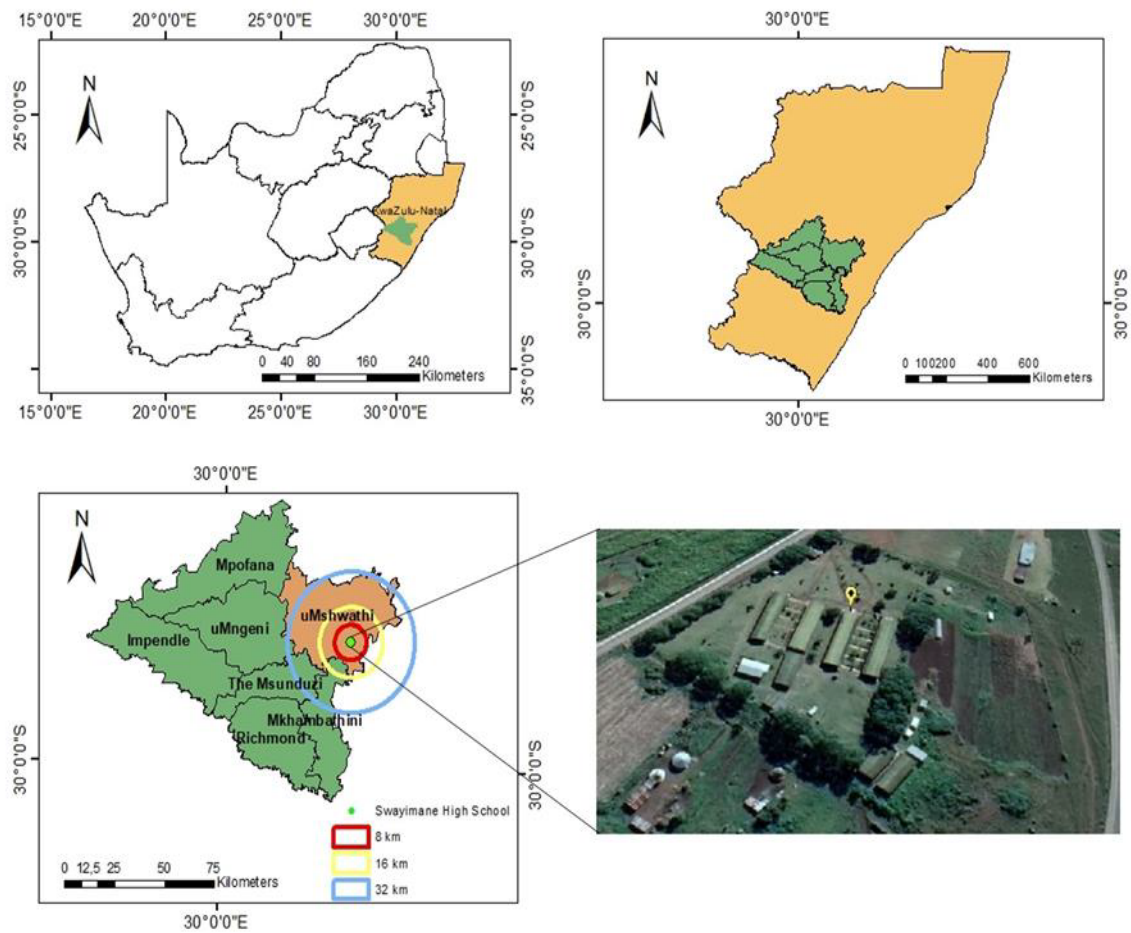 15°0'0"E 20°0'0"E 25°0'0"E 30°0'0"E
N
25°0'0"S
25°0'0"S
KwaZulu-Natal
30°0'0"S
30°0'0"S
35°0'0"S
0 40 80 160 240
Kilometers
15°0'0"E 20°0'0"E 25°0'0"E 30°0'0"E
30°0'0"E
N
30°0'0"S
30°0'0"S
0 100200 400 600
Kilometers
30°0'0"E
30°0'0"E
N
Mpofana
uMshwathi
uMngeni
Impendle
The Msunduzi
Mkhambathini
Richmond
30°0'0"S
30°0'0"S
Swayimane High School
8 km
16 km
32 km
0 12,5 25 50 75
Kilometers
30°0'0"E